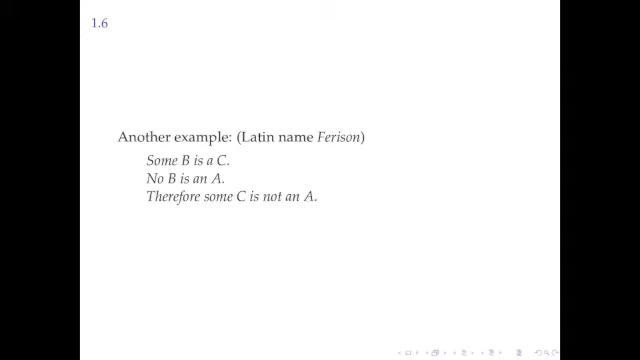 1.6
Another example: (Latin name Ferison)
Some B is a C.
No B is an A.
Therefore some C is not an A.